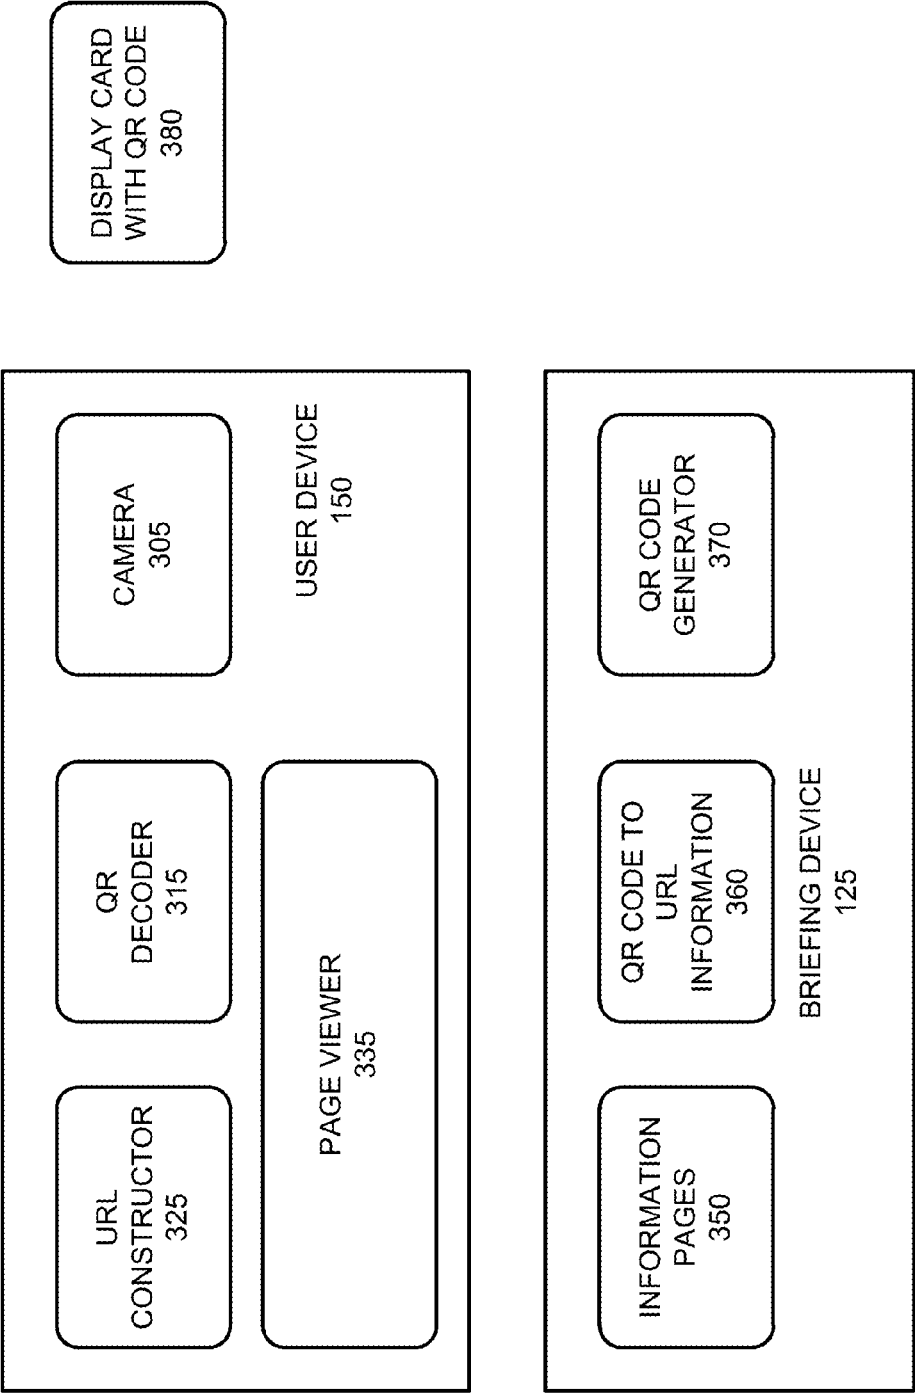 URL
CONSTRUCTOR
325
QR
DECODER
315
CAMERA
305
DISPLAY CARD
WITH QR CODE
380
PAGE VIEWER
335
USER DEVICE
150
INFORMATION
PAGES
350
QR CODE TO
URL
INFORMATION
360
QR CODE
GENERATOR
370
BRIEFING DEVICE
125